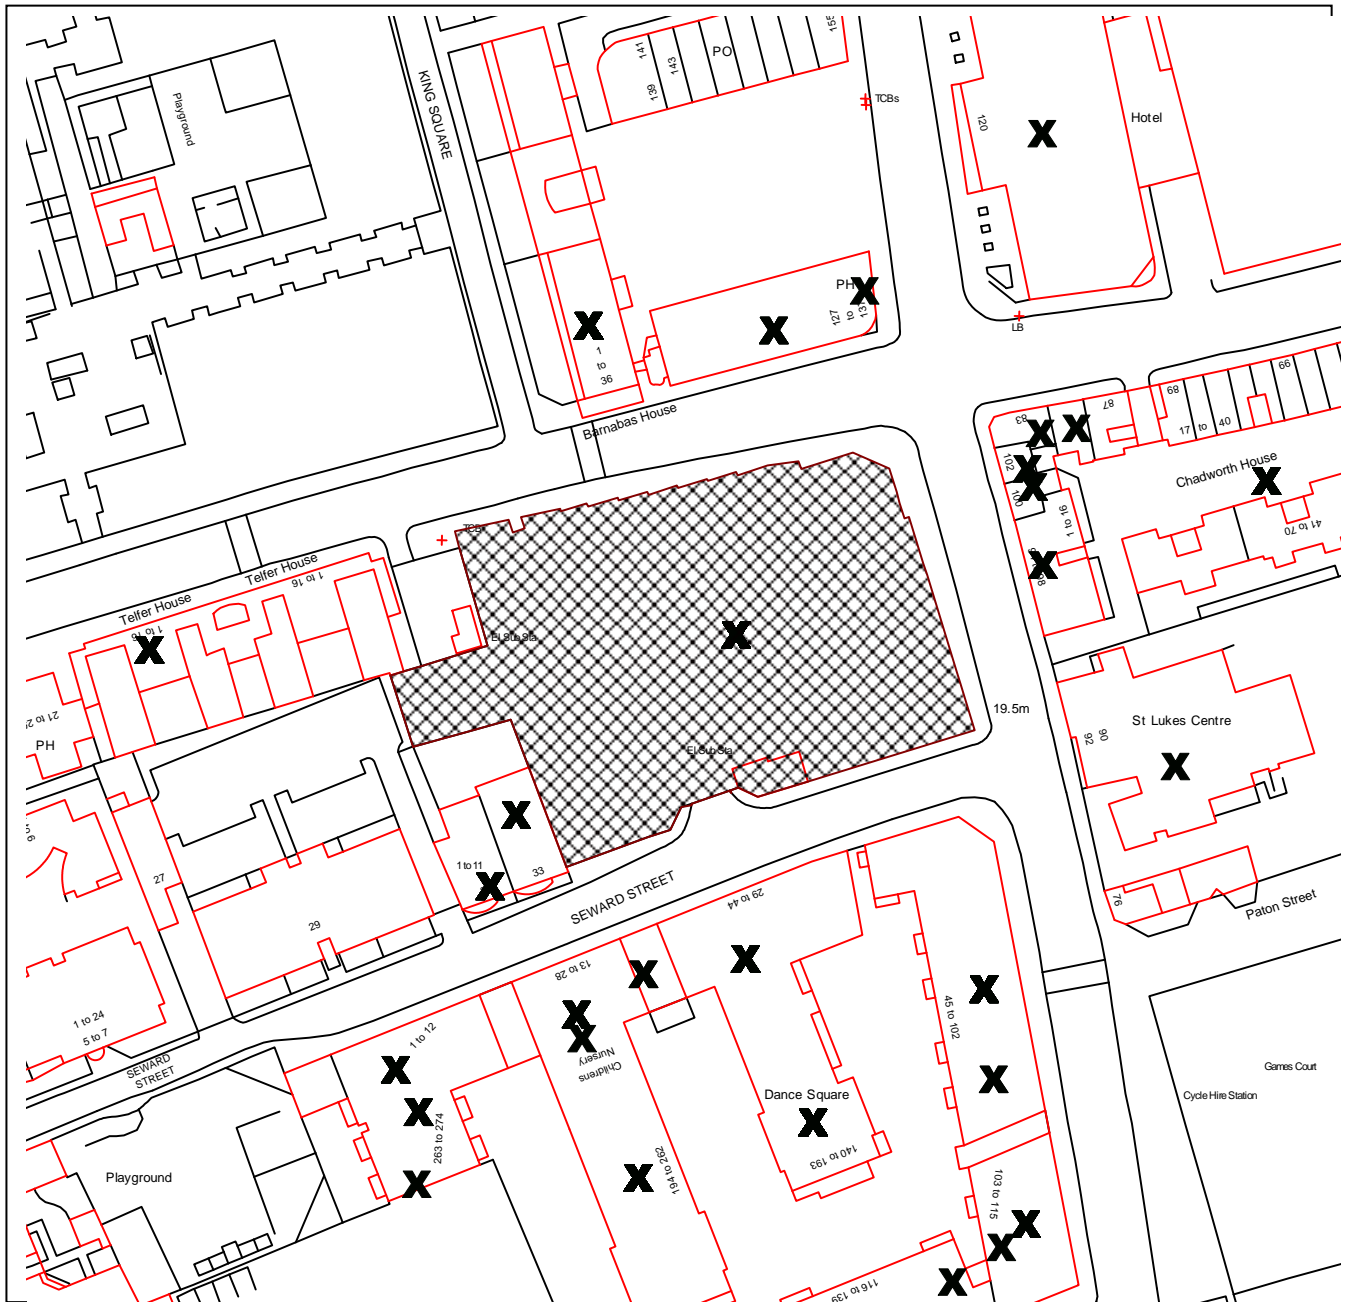 141
143
139
PO
155
TCBs
KING SQUARE
Playground
120
Hotel
PH
127
to
LB
1
to
36
Barnabas House
83
87
89
99
17 to 40
102
100
1 to 16
Chadworth House
41 to 70
98
TCB
Telfer House
1 to 16
Telfer House
1 to 16
El Sub Sta
21 to
PH
19.5m
St Lukes Centre
90
92
El Sub Sta
27
1 to 11
33
29
SEWARD STREET
29 to 44
76
Paton Street
13 to 28
45 to 102
1 to 24
5 to 7
1 to 12
SEWARD
STREET
Childrens
Nursery
Games Court
Cycle Hire Station
Dance Square
263 to 274
140 to 193
194 to 262
Playground
103 to 115
116 to 139